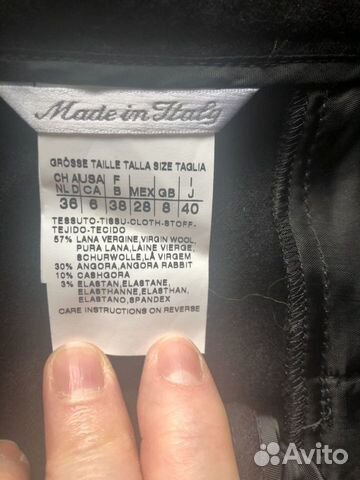 Made in Italy
GRÖSSE TAILLE TALLA SIZE TAGLIA
CH A USA F I
NL D CA B MEX GB J
36 6 38 28 8 40
TESSUTO-TISSU-CLOTH-STOFF-
TEJIDO-TECIDO
57% LANA VERGINE,VIRGIN WOOL,
PURA LANA,LAINE VIERGE,
SCHURWOLLE,LÃ VIRGEM
30% ANGORA,ANGORA RABBIT
10% CASHGORA
3% ELASTAN,ELASTANE,
ELASTHANNE,ELASTHAN,
ELASTANO,SPANDEX
CARE INSTRUCTIONS ON REVERSE
Avito